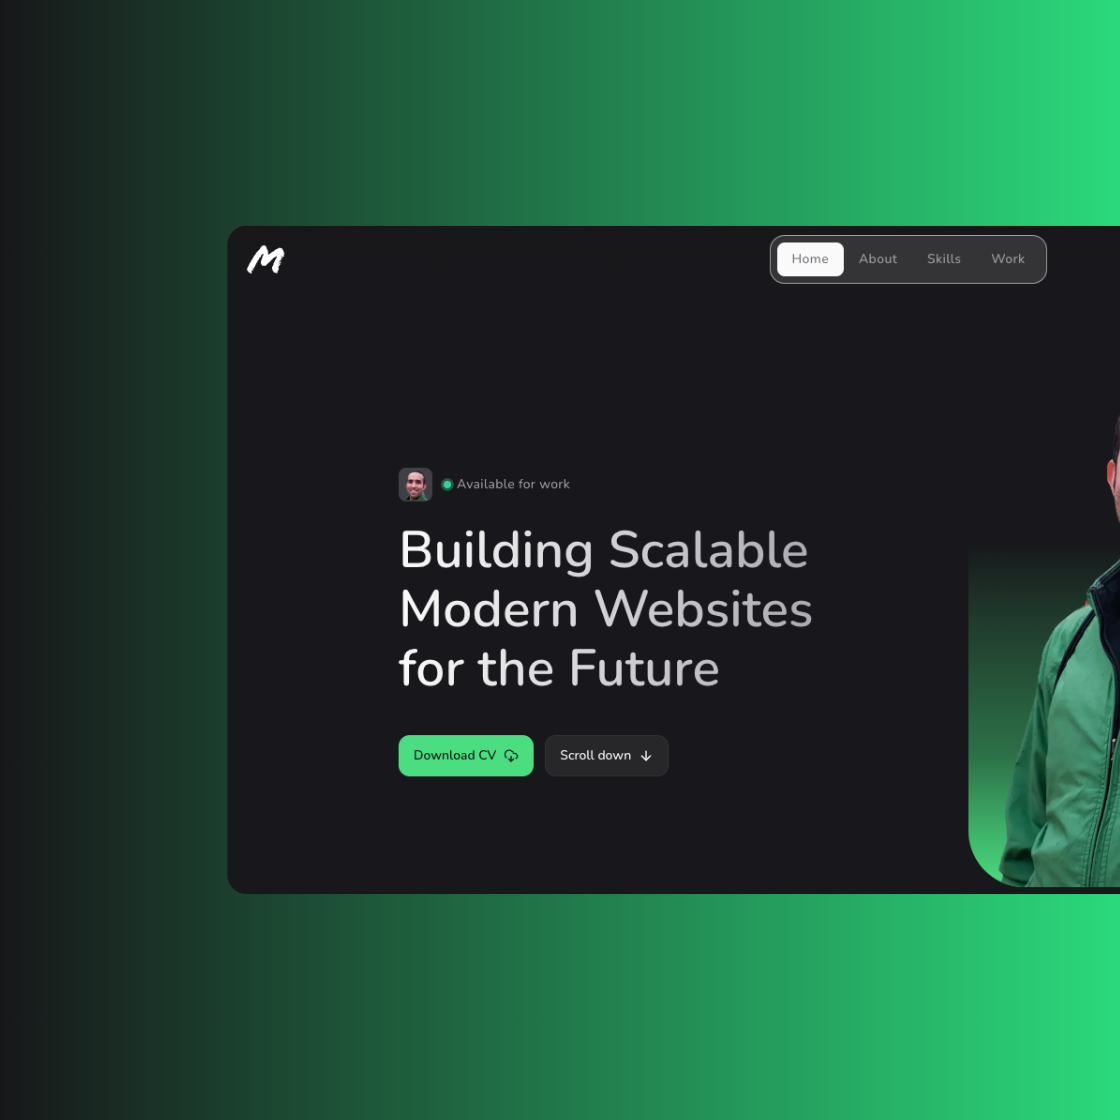 M
Home About Skills Work
Available for work
Building Scalable
Modern Websites
for the Future
Download CV
Scroll down